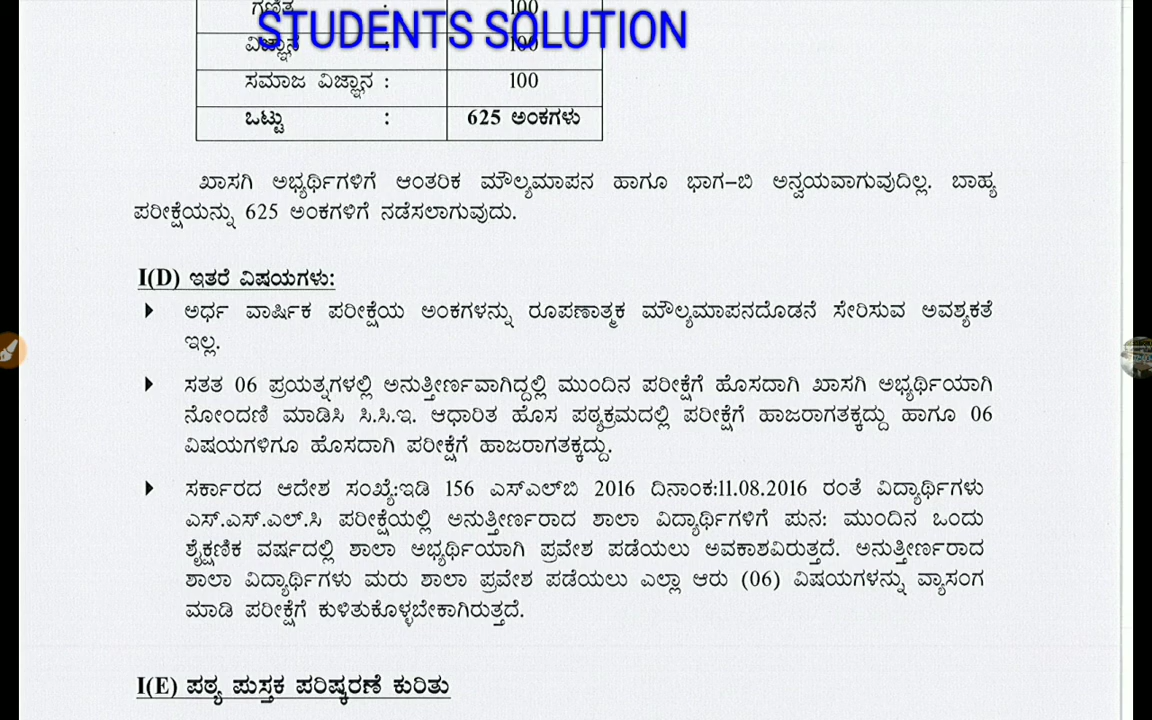 ಗಣಿತ : 100
STUDENTS SOLUTION
ವಿಜ್ಞಾನ : 100
ಸಮಾಜ ವಿಜ್ಞಾನ : 100
ಒಟ್ಟು : 625 ಅಂಕಗಳು
ಖಾಸಗಿ ಅಭ್ಯರ್ಥಿಗಳಿಗೆ ಆಂತರಿಕ ಮೌಲ್ಯಮಾಪನ ಹಾಗೂ ಭಾಗ-ಬಿ ಅನ್ವಯವಾಗುವುದಿಲ್ಲ. ಬಾಹ್ಯ
ಪರೀಕ್ಷೆಯನ್ನು 625 ಅಂಕಗಳಿಗೆ ನಡೆಸಲಾಗುವುದು.
I(D) ಇತರೆ ವಿಷಯಗಳು:
ಅರ್ಧ ವಾರ್ಷಿಕ ಪರೀಕ್ಷೆಯ ಅಂಕಗಳನ್ನು ರೂಪಣಾತ್ಮಕ ಮೌಲ್ಯಮಾಪನದೊಡನೆ ಸೇರಿಸುವ ಅವಶ್ಯಕತೆ
ಇಲ್ಲ.
ಸತತ 06 ಪ್ರಯತ್ನಗಳಲ್ಲಿ ಅನುತ್ತೀರ್ಣವಾಗಿದ್ದಲ್ಲಿ ಮುಂದಿನ ಪರೀಕ್ಷೆಗೆ ಹೊಸದಾಗಿ ಖಾಸಗಿ ಅಭ್ಯರ್ಥಿಯಾಗಿ
ನೋಂದಣಿ ಮಾಡಿಸಿ ಸಿ.ಸಿ.ಇ. ಆಧಾರಿತ ಹೊಸ ಪಠ್ಯಕ್ರಮದಲ್ಲಿ ಪರೀಕ್ಷೆಗೆ ಹಾಜರಾಗತಕ್ಕದ್ದು ಹಾಗೂ 06
ವಿಷಯಗಳಿಗೂ ಹೊಸದಾಗಿ ಪರೀಕ್ಷೆಗೆ ಹಾಜರಾಗತಕ್ಕದ್ದು.
ಸರ್ಕಾರದ ಆದೇಶ ಸಂಖ್ಯೆ:ಇಡಿ 156 ಎಸ್ಎಲ್ಬಿ 2016 ದಿನಾಂಕ:11.08.2016 ರಂತೆ ವಿದ್ಯಾರ್ಥಿಗಳು
ಎಸ್.ಎಸ್.ಎಲ್.ಸಿ ಪರೀಕ್ಷೆಯಲ್ಲಿ ಅನುತ್ತೀರ್ಣರಾದ ಶಾಲಾ ವಿದ್ಯಾರ್ಥಿಗಳಿಗೆ ಪುನ: ಮುಂದಿನ ಒಂದು
ಶೈಕ್ಷಣಿಕ ವರ್ಷದಲ್ಲಿ ಶಾಲಾ ಅಭ್ಯರ್ಥಿಯಾಗಿ ಪ್ರವೇಶ ಪಡೆಯಲು ಅವಕಾಶವಿರುತ್ತದೆ. ಅನುತ್ತೀರ್ಣರಾದ
ಶಾಲಾ ವಿದ್ಯಾರ್ಥಿಗಳು ಮರು ಶಾಲಾ ಪ್ರವೇಶ ಪಡೆಯಲು ಎಲ್ಲಾ ಆರು (06) ವಿಷಯಗಳನ್ನು ವ್ಯಾಸಂಗ
ಮಾಡಿ ಪರೀಕ್ಷೆಗೆ ಕುಳಿತುಕೊಳ್ಳಬೇಕಾಗಿರುತ್ತದೆ.
I(E) ಪಠ್ಯ ಪುಸ್ತಕ ಪರಿಷ್ಕರಣೆ ಕುರಿತು